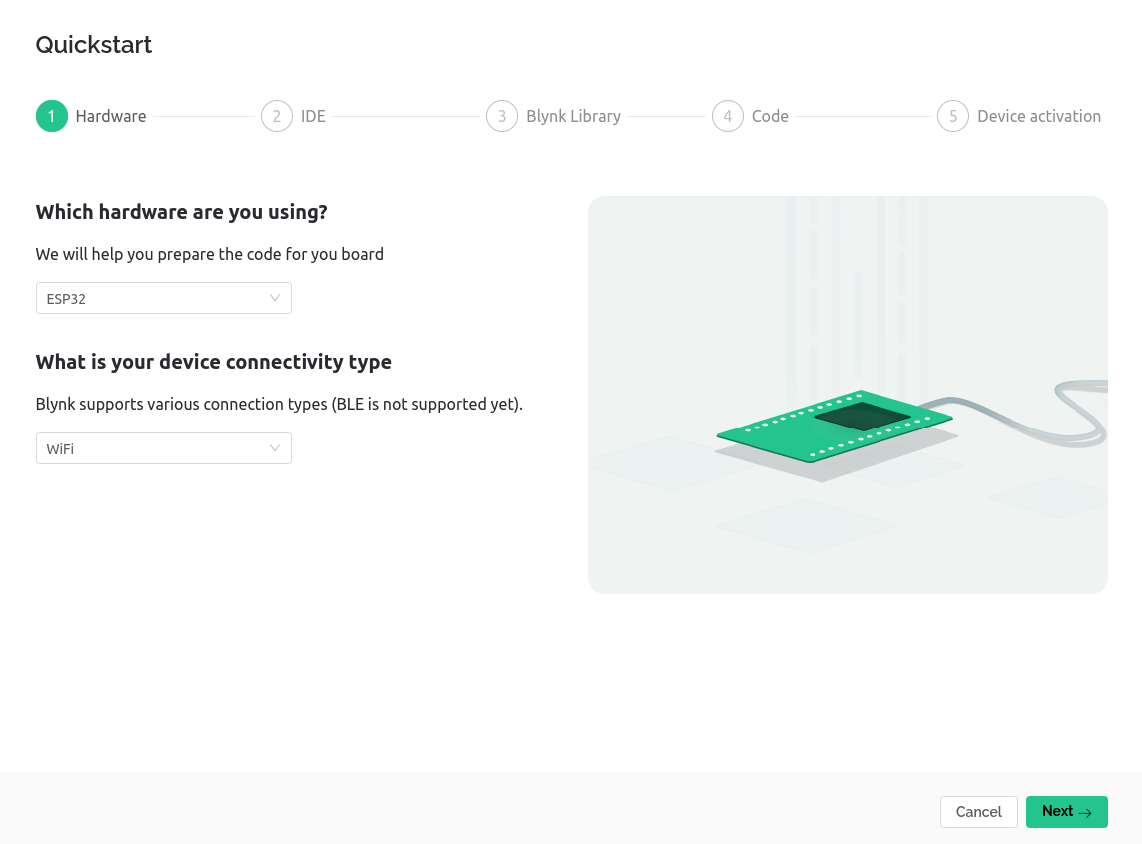 Quickstart
1 Hardware 2 IDE 3 Blynk Library 4 Code 5 Device activation
Which hardware are you using?
We will help you prepare the code for you board
ESP32
What is your device connectivity type
Blynk supports various connection types (BLE is not supported yet).
WiFi
Cancel Next →